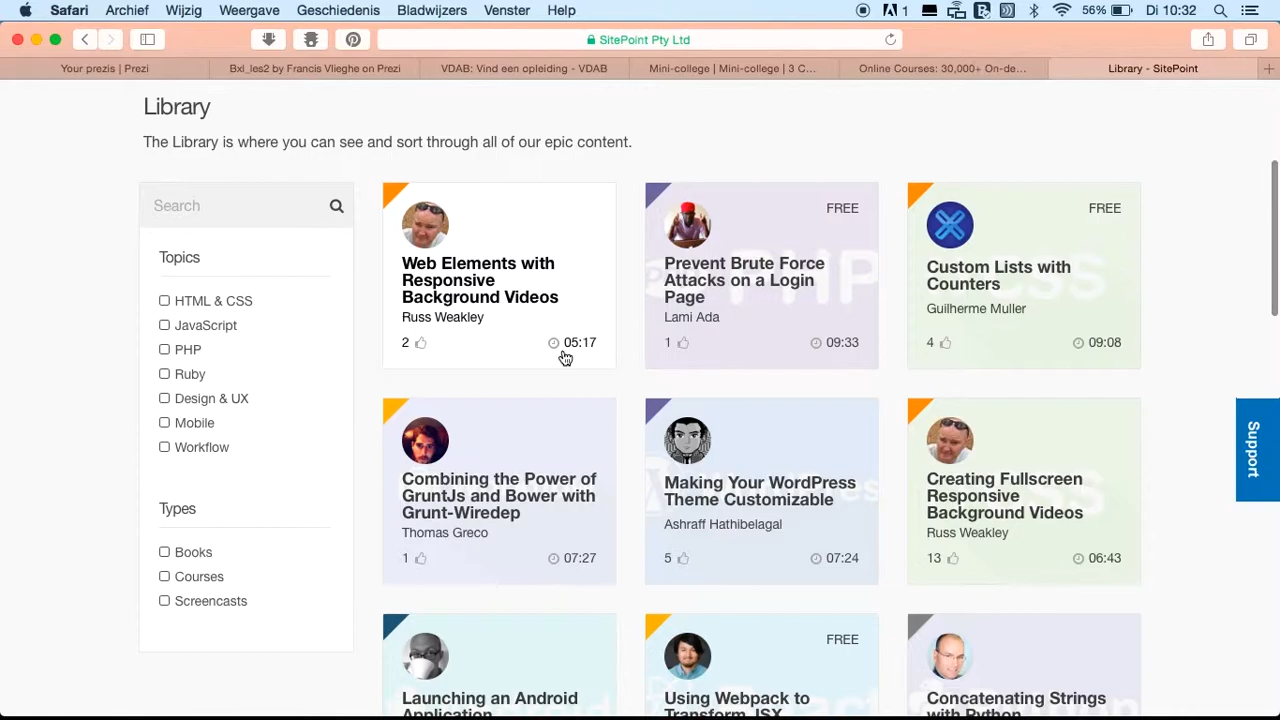 Safari Archief Wijzig Weergave Geschiedenis Bladwijzers Venster Help 1 56% Di 10:32
SitePoint Pty Ltd
Your prezis | Prezi
Bxl_les2 by Francis Vlieghe on Prezi
VDAB: Vind een opleiding - VDAB
Mini-college | Mini-college | 3 C...
Online Courses: 30,000+ On-de...
Library - SitePoint
Library
The Library is where you can see and sort through all of our epic content.
Search
Topics
HTML & CSS
JavaScript
PHP
Ruby
Design & UX
Mobile
Workflow
Types
Books
Courses
Screencasts
Web Elements with
Responsive
Background Videos
Russ Weakley
2 05:17
FREE
Prevent Brute Force
Attacks on a Login
Page
Lami Ada
1 09:33
FREE
Custom Lists with
Counters
Guilherme Muller
4 09:08
Combining the Power of
GruntJs and Bower with
Grunt-Wiredep
Thomas Greco
1 07:27
Making Your WordPress
Theme Customizable
Ashraff Hathibelagal
5 07:24
Creating Fullscreen
Responsive
Background Videos
Russ Weakley
13 06:43
Launching an Android
Application
FREE
Using Webpack to
Transform JSX
Concatenating Strings
with Python
Support